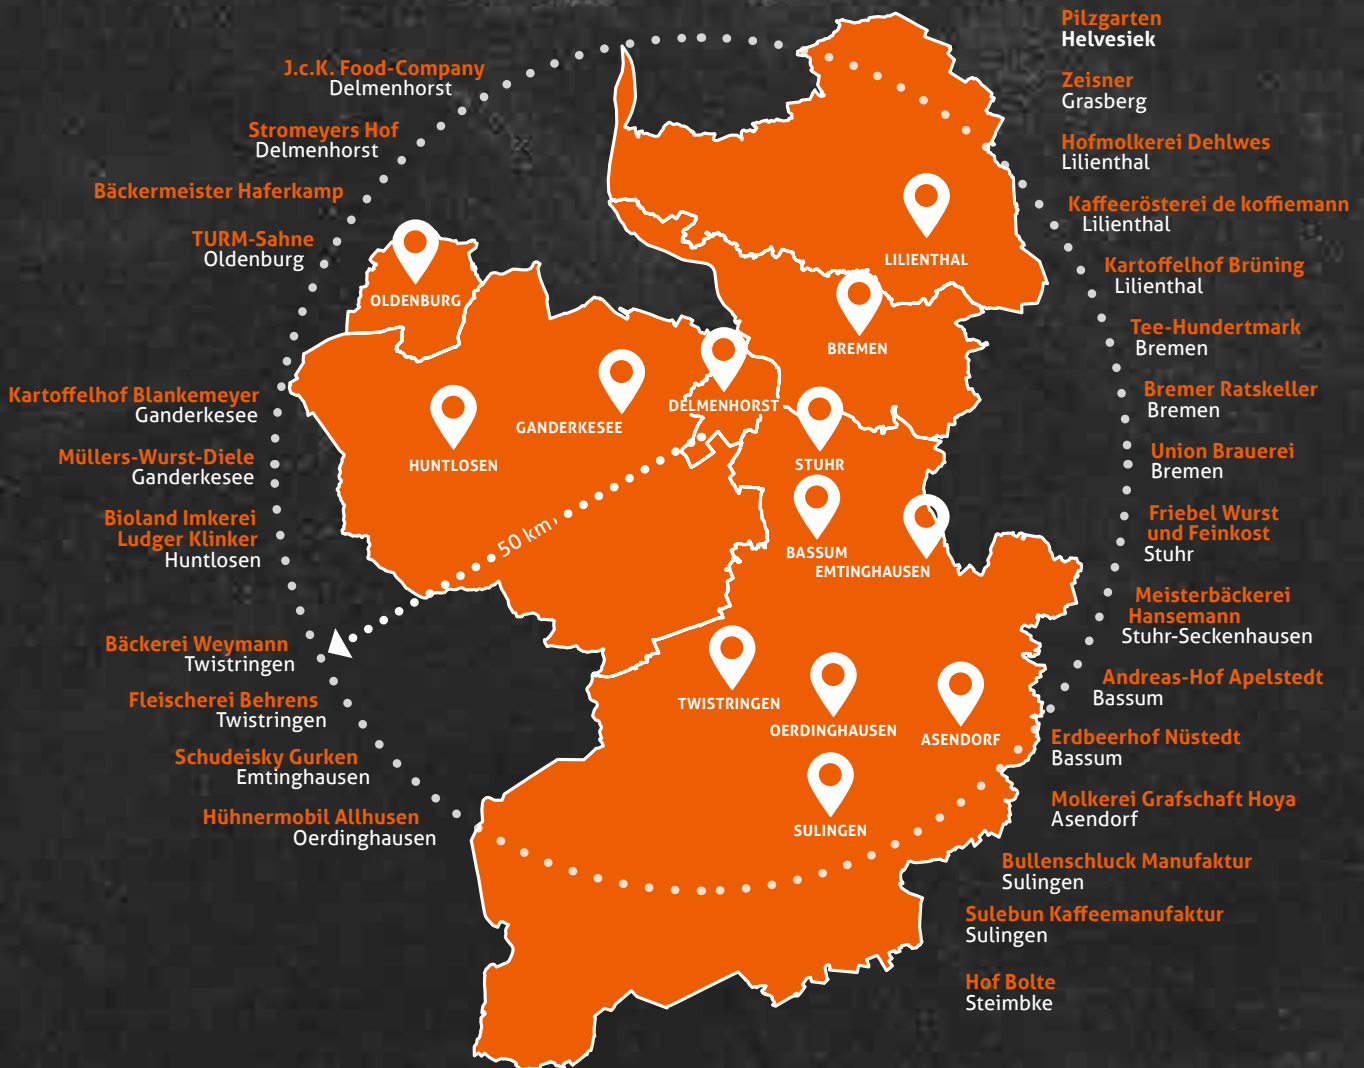 J.c.K. Food-Company
Delmenhorst
Stromeyers Hof
Delmenhorst
Bäckermeister Haferkamp
TURM-Sahne
Oldenburg
Kartoffelhof Blankemeyer
Ganderkesee
Müllers-Wurst-Diele
Ganderkesee
Bioland Imkerei
Ludger Klinker
Huntlosen
Bäckerei Weymann
Twistringen
Fleischerei Behrens
Twistringen
Schudeisky Gurken
Emtinghausen
Hühnermobil Allhusen
Oerdinghausen
LILIENTHAL
OLDENBURG
BREMEN
DELMENHORST
GANDERKESEE
HUNTLOSEN
STUHR
50 km
BASSUM
EMTINGHAUSEN
TWISTRINGEN
OERDINGHAUSEN
ASENDORF
SULINGEN
Pilzgarten
Helvesiek
Zeisner
Grasberg
Hofmolkerei Dehlwes
Lilienthal
Kaffeerösterei de koffiemann
Lilienthal
Kartoffelhof Brüning
Lilienthal
Tee-Hundertmark
Bremen
Bremer Ratskeller
Bremen
Union Brauerei
Bremen
Friebel Wurst
und Feinkost
Stuhr
Meisterbäckerei
Hansemann
Stuhr-Seckenhausen
Andreas-Hof Apelstedt
Bassum
Erdbeerhof Nüstedt
Bassum
Molkerei Grafschaft Hoya
Asendorf
Bullenschluck Manufaktur
Sulingen
Sulebun Kaffeemanufaktur
Sulingen
Hof Bolte
Steimbke